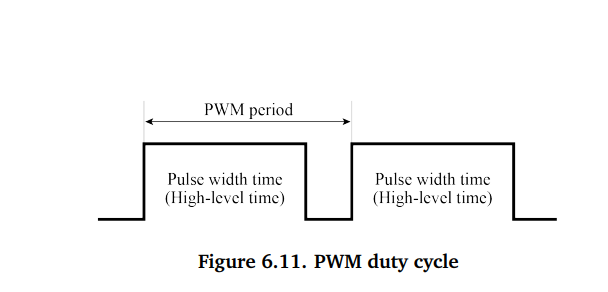 PWM period
Pulse width time
(High-level time)
Pulse width time
(High-level time)
Figure 6.11. PWM duty cycle